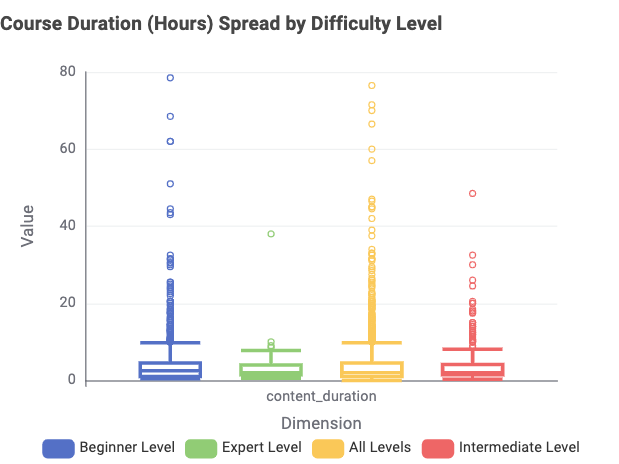 Course Duration (Hours) Spread by Difficulty Level
80
60
40
20
0
Value
content_duration
Dimension
Beginner Level Expert Level All Levels Intermediate Level